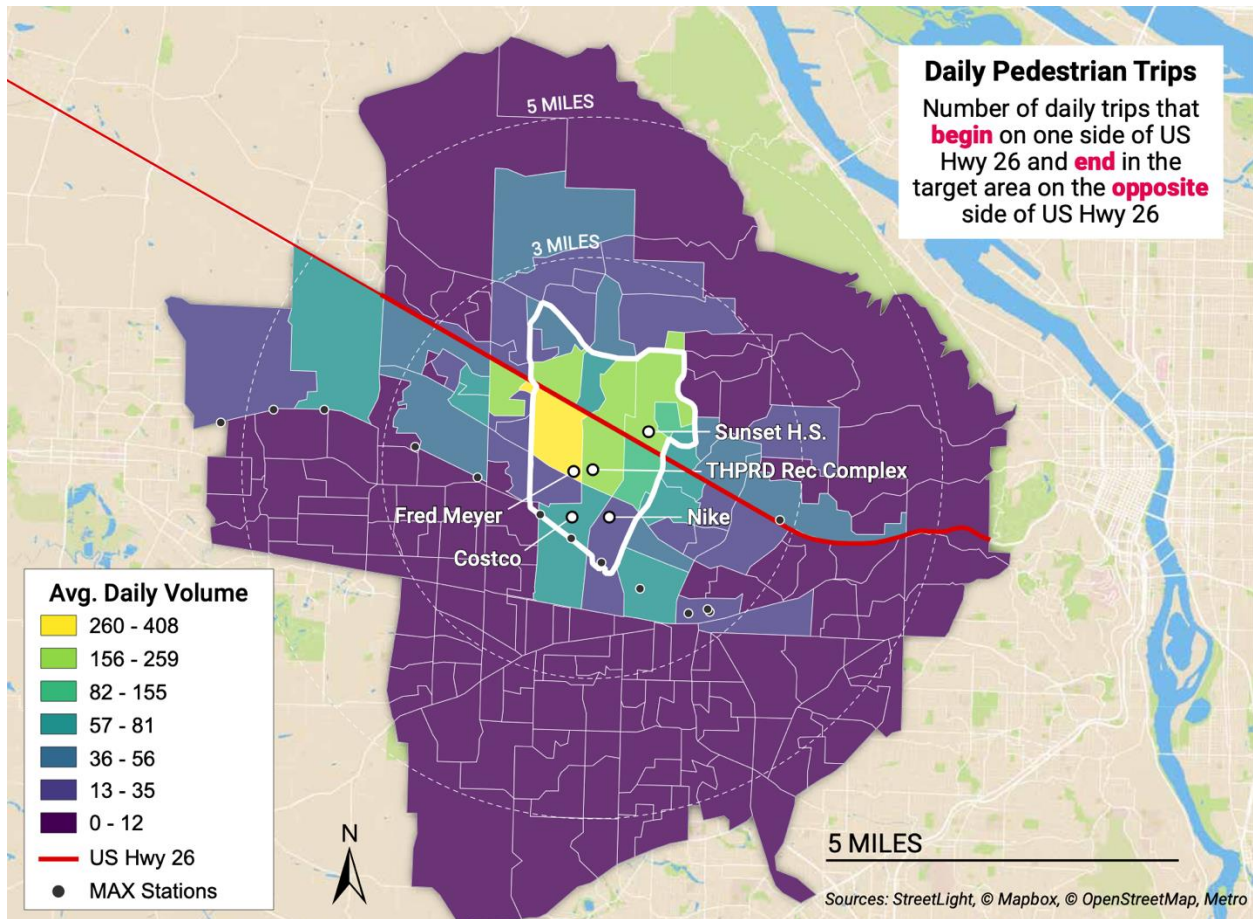 Daily Pedestrian Trips
Number of daily trips that
begin on one side of US
Hwy 26 and end in the
target area on the opposite
side of US Hwy 26
5 MILES
3 MILES
Sunset H.S.
THPRD Rec Complex
Fred Meyer
Nike
Costco
Avg. Daily Volume
260 - 408
156 - 259
82 - 155
57 - 81
36 - 56
13 - 35
0 - 12
US Hwy 26
MAX Stations
N
5 MILES
Sources: StreetLight, © Mapbox, © OpenStreetMap, Metro